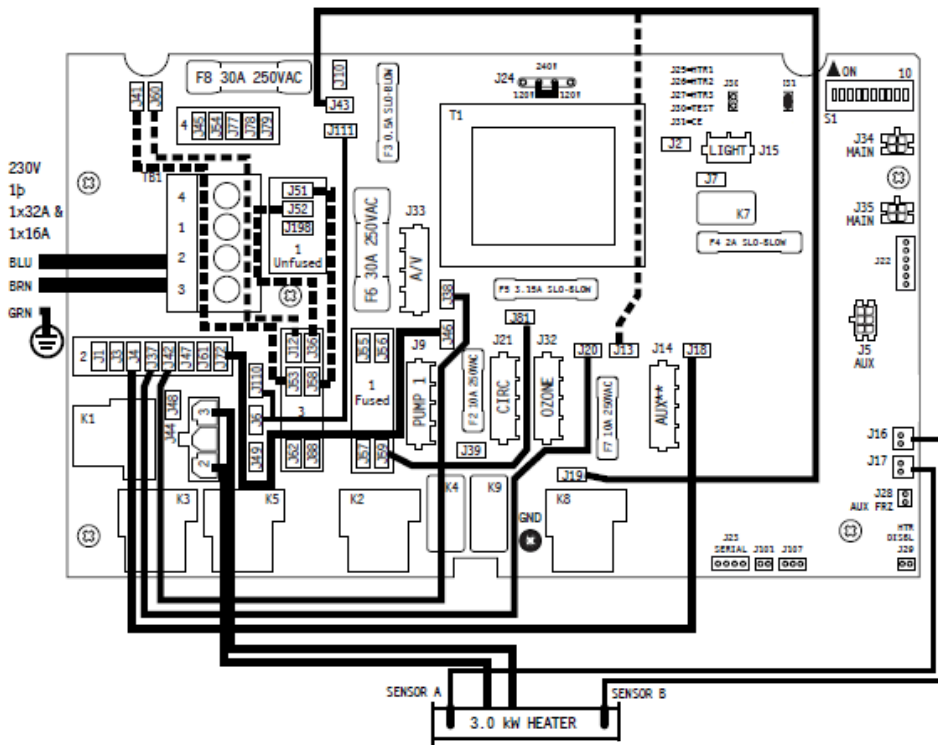 F8 30A 250VAC
J10
J43
J111
F3 0.5A SLO-BLOW
240V
J24
120V 120V
T1
J25=HTR1
J26=HTR2
J27=HTR3
J30=TEST
J31=CE
ON 10
S1
J41
J60
4 J45 J54 J77 J78 J79
J2
LIGHT
J15
J7
K7
F4 2A SLO-BLOW
J34
MAIN
J35
MAIN
J22
J5
AUX
230V
1þ
1x32A &
1x16A
BLU
BRN
GRN
TB1
4
1
2
3
J51
J52
J198
1
Unfused
F6 30A 250VAC
J33
A/V
J38
J46
F5 3.15A SLO-BLOW
J81
2 J1 J3 J4 J37 J42 J47 J61 J72
J12 J36
J53 J58
3
J62 J88
J55 J56
1
Fused
J57 J59
J9
PUMP 1
F2 10A 250VAC
J39
J21
CIRC
J32
OZONE
J20
J13
F7 10A 250VAC
J14
AUX**
J18
J19
J110
J6
J49
J48
J44
3
2
K1
K3
K5
K2
K4
K9
K8
GND
J16
J17
J28
AUX FRZ
HTR
DISBL
J29
J23
SERIAL
J101
J107
SENSOR A
SENSOR B
3.0 kW HEATER